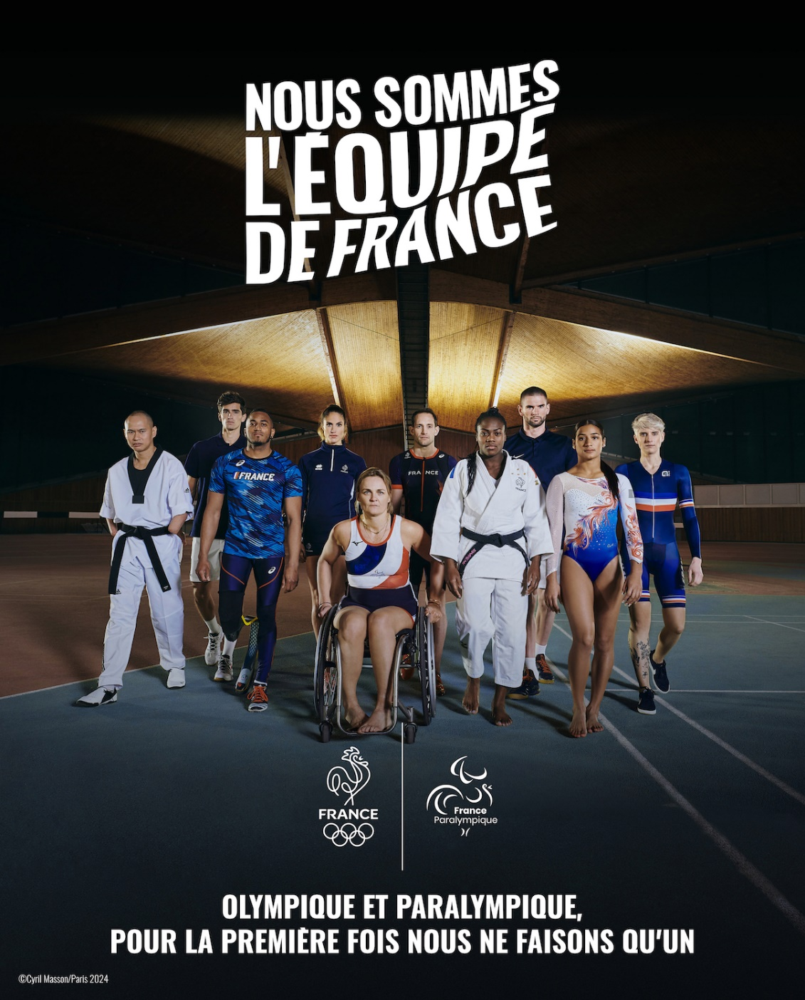 NOUS SOMMES
L'ÉQUIPE
DE FRANCE
FRANCE
FRANCE
FRANCE
FRANCE
France
Paralympique
OLYMPIQUE ET PARALYMPIQUE,
POUR LA PREMIÈRE FOIS NOUS NE FAISONS QU'UN
©Cyril Masson/Paris 2024